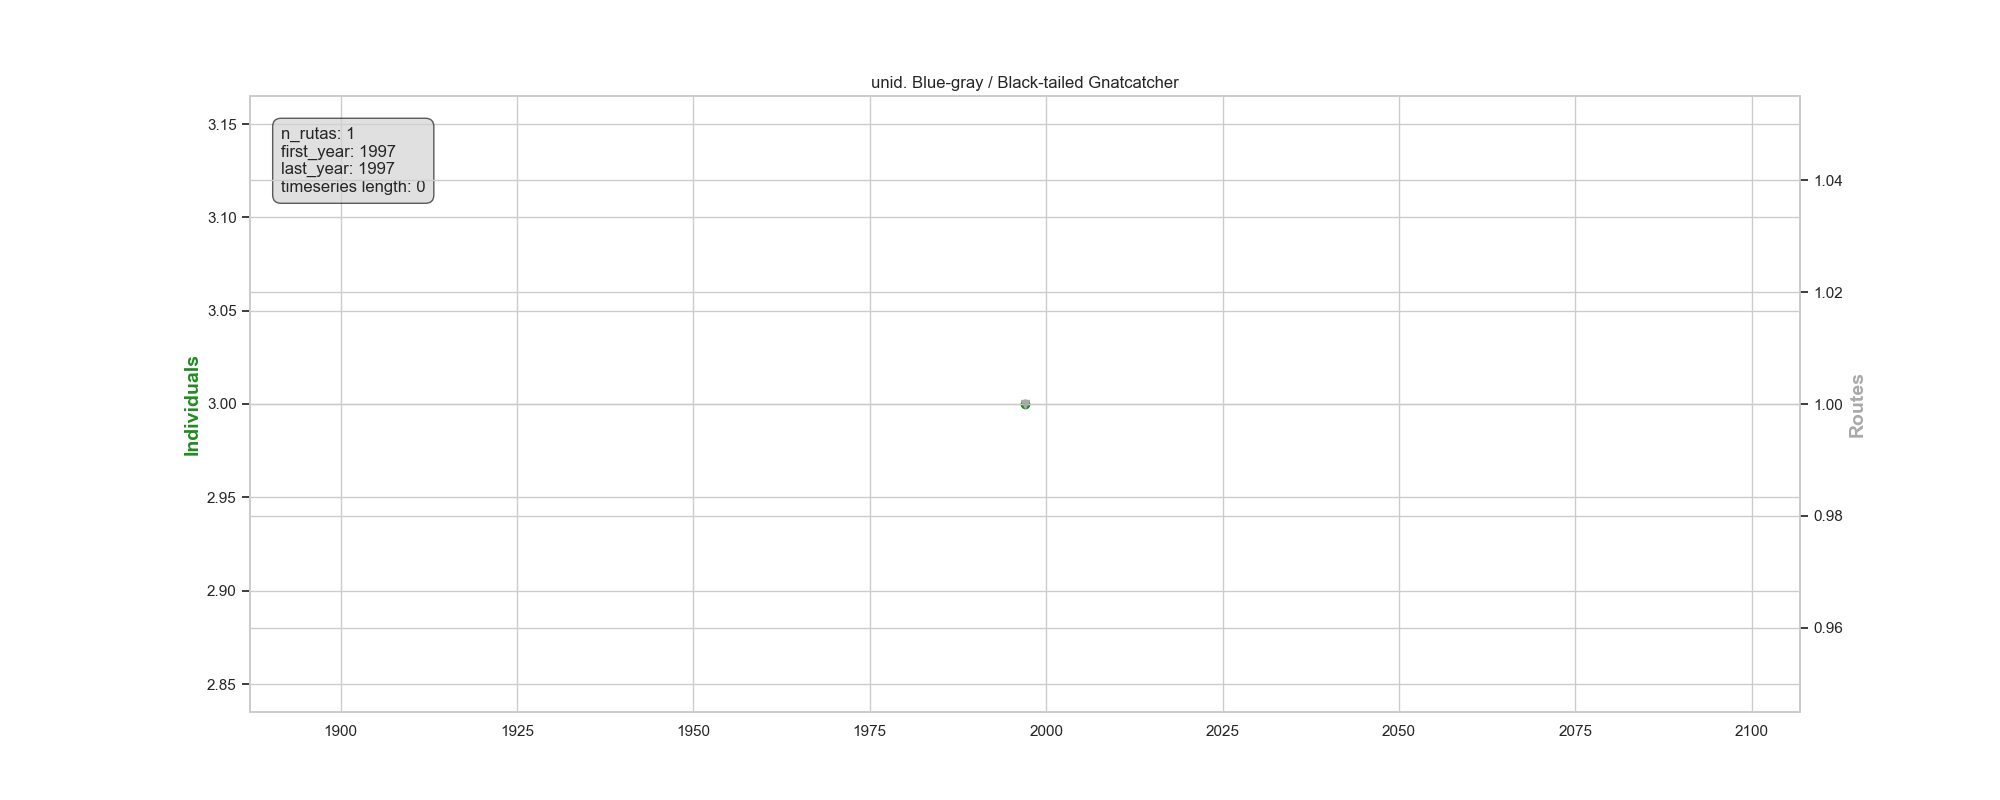 unid. Blue-gray / Black-tailed Gnatcatcher
n_rutas: 1
first_year: 1997
last_year: 1997
timeseries length: 0
3.15
3.10
3.05
3.00
2.95
2.90
2.85
Individuals
1.04
1.02
1.00
0.98
0.96
Routes
1900 1925 1950 1975 2000 2025 2050 2075 2100